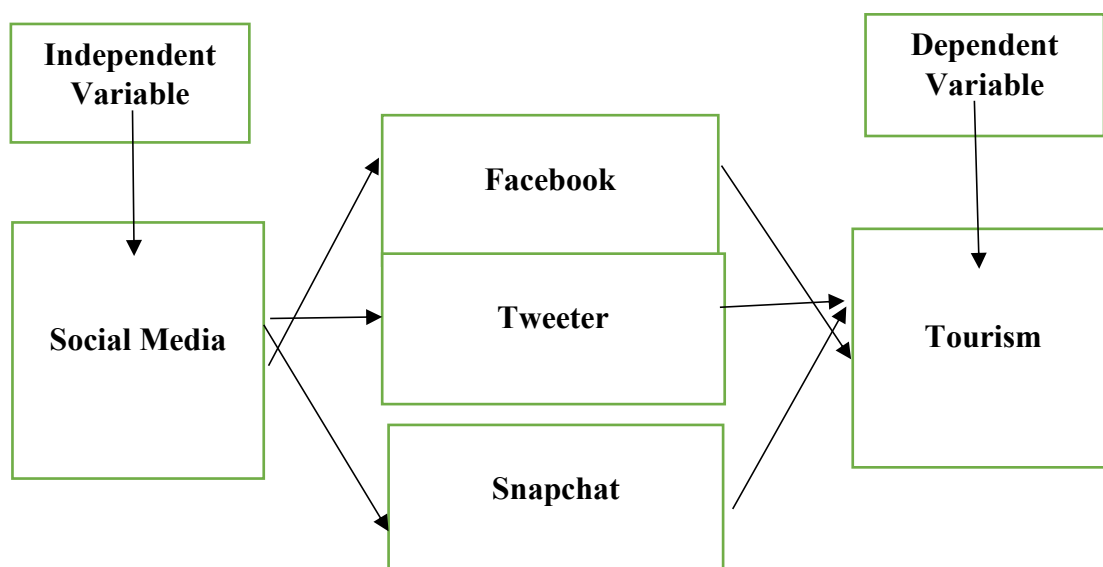 Independent
Variable
Dependent
Variable
Facebook
Tweeter
Social Media
Tourism
Snapchat